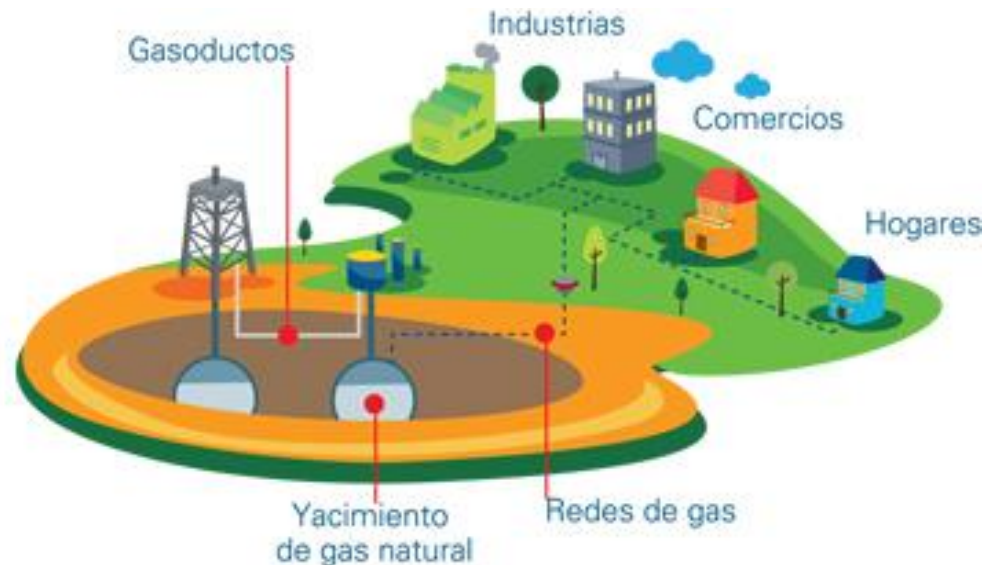 Industrias
Gasoductos
Comercios
Hogares
Yacimiento
de gas natural
Redes de gas